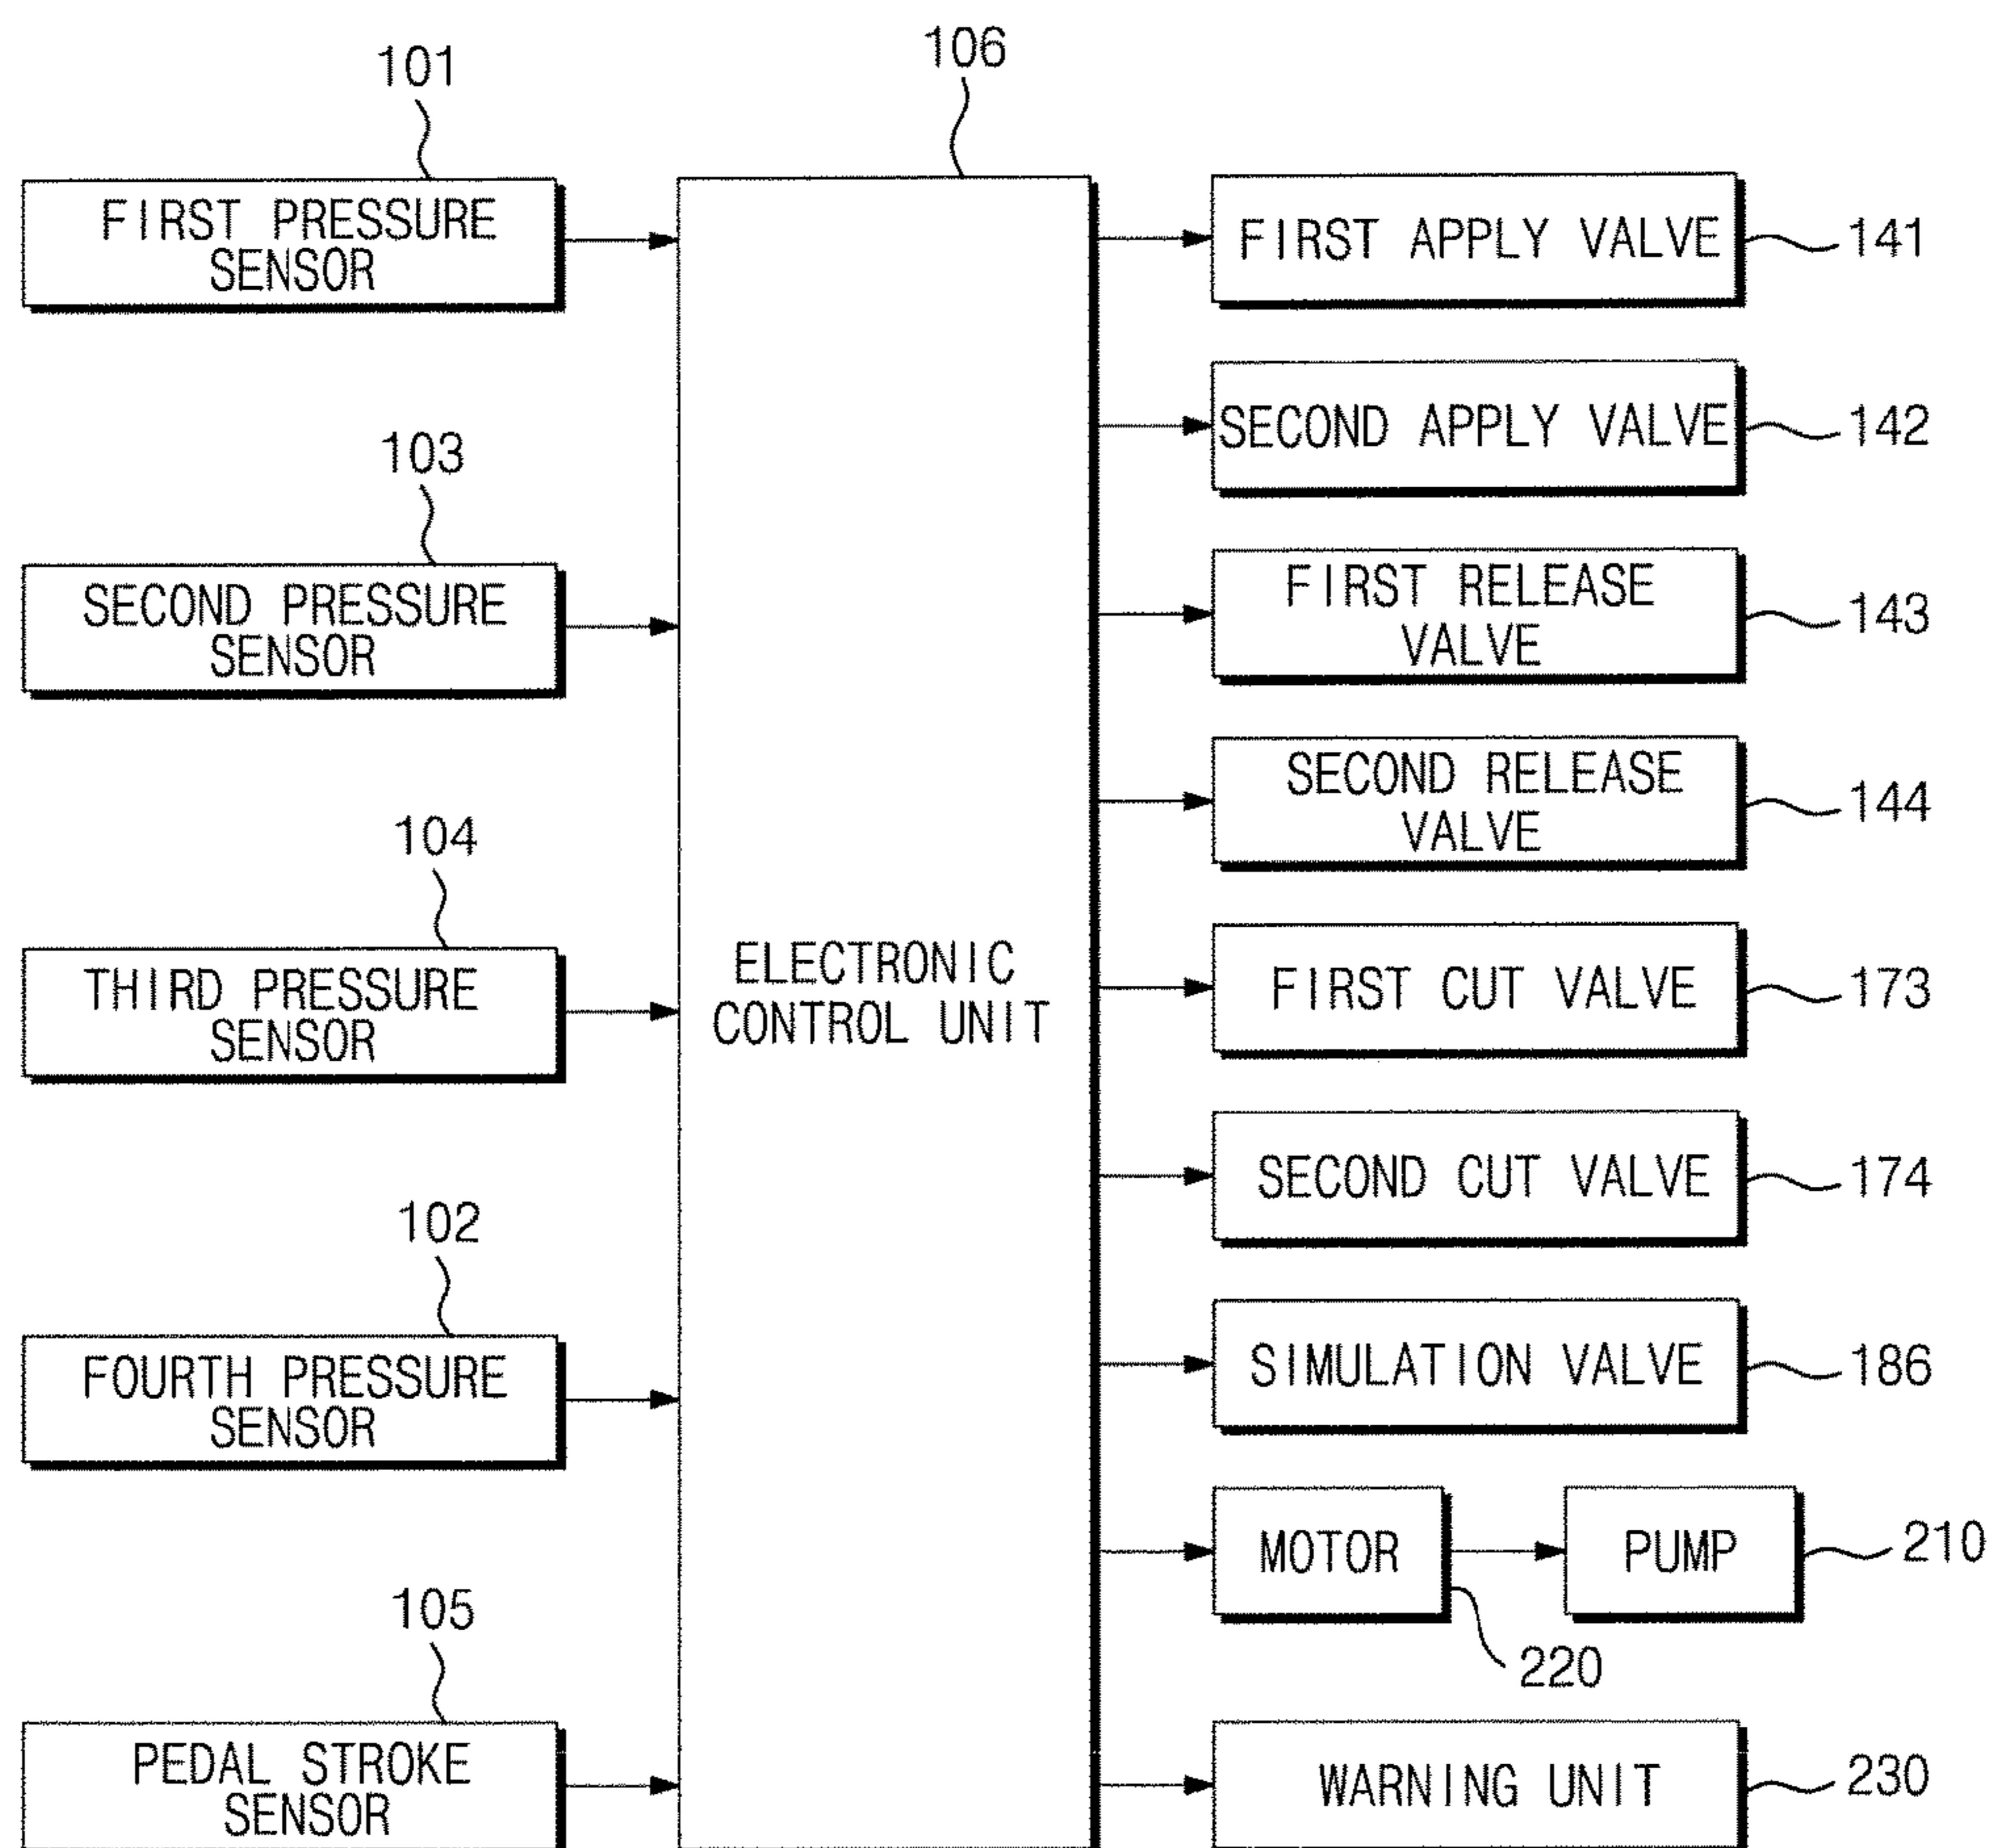 101
FIRST PRESSURE
SENSOR
103
SECOND PRESSURE
SENSOR
104
THIRD PRESSURE
SENSOR
102
FOURTH PRESSURE
SENSOR
105
PEDAL STROKE
SENSOR
106
ELECTRONIC
CONTROL UNIT
FIRST APPLY VALVE
141
SECOND APPLY VALVE
142
FIRST RELEASE
VALVE
143
SECOND RELEASE
VALVE
144
FIRST CUT VALVE
173
SECOND CUT VALVE
174
SIMULATION VALVE
186
MOTOR
220
PUMP
210
WARNING UNIT
230